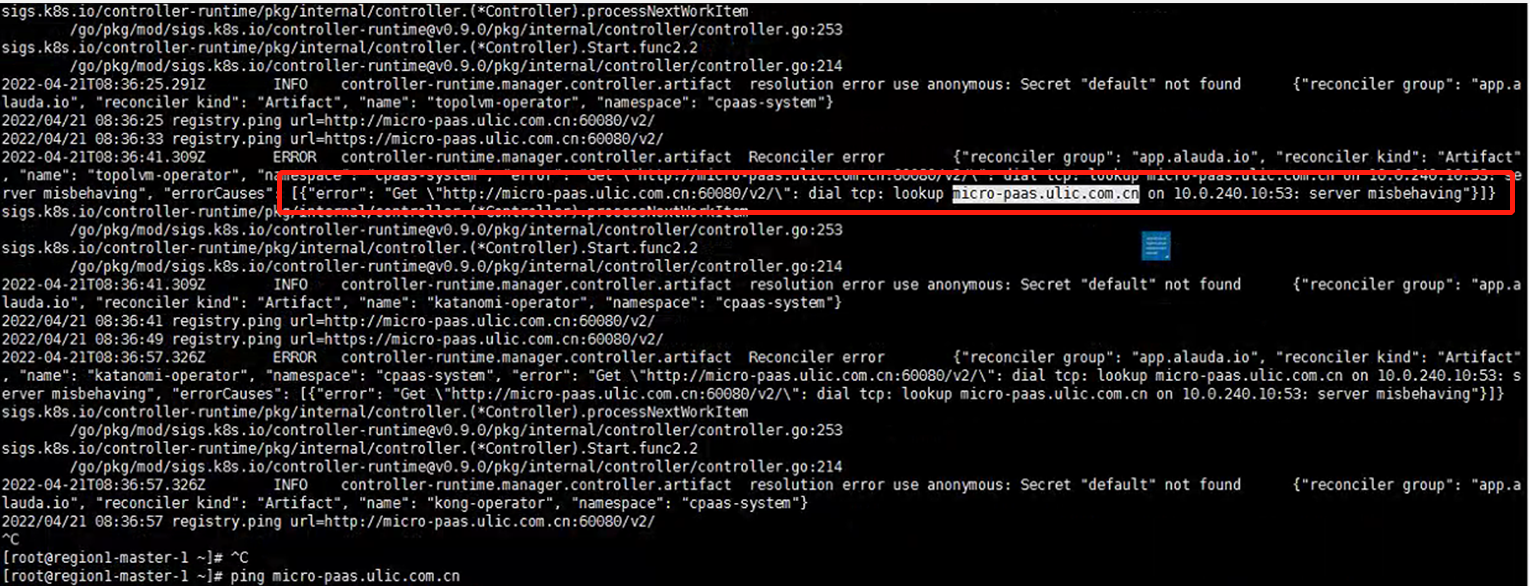 sigs.k8s.io/controller-runtime/pkg/internal/controller.(*Controller).processNextWorkItem
/go/pkg/mod/sigs.k8s.io/controller-runtime@v0.9.0/pkg/internal/controller/controller.go:253
sigs.k8s.io/controller-runtime/pkg/internal/controller.(*Controller).Start.func2.2
/go/pkg/mod/sigs.k8s.io/controller-runtime@v0.9.0/pkg/internal/controller/controller.go:214
2022-04-21T08:36:25.291Z INFO controller-runtime.manager.controller.artifact resolution error use anonymous: Secret "default" not found {"reconciler group": "app.a
lauda.io", "reconciler kind": "Artifact", "name": "topolvm-operator", "namespace": "cpaas-system"}
2022/04/21 08:36:25 registry.ping url=http://micro-paas.ulic.com.cn:60080/v2/
2022/04/21 08:36:33 registry.ping url=https://micro-paas.ulic.com.cn:60080/v2/
2022-04-21T08:36:41.309Z ERROR controller-runtime.manager.controller.artifact Reconciler error {"reconciler group": "app.alauda.io", "reconciler kind": "Artifact"
, "name": "topolvm-operator", "namespace": "cpaas-system", "error": "Get \"http://micro-paas.ulic.com.cn:60080/v2/\": dial tcp: lookup micro-paas.ulic.com.cn on 10.0.240.10:53: se
rver misbehaving", "errorCauses": [{"error": "Get \"http://micro-paas.ulic.com.cn:60080/v2/\": dial tcp: lookup micro-paas.ulic.com.cn on 10.0.240.10:53: server misbehaving"}]}
sigs.k8s.io/controller-runtime/pkg/internal/controller.(*Controller).processNextWorkItem
/go/pkg/mod/sigs.k8s.io/controller-runtime@v0.9.0/pkg/internal/controller/controller.go:253
sigs.k8s.io/controller-runtime/pkg/internal/controller.(*Controller).Start.func2.2
/go/pkg/mod/sigs.k8s.io/controller-runtime@v0.9.0/pkg/internal/controller/controller.go:214
2022-04-21T08:36:41.309Z INFO controller-runtime.manager.controller.artifact resolution error use anonymous: Secret "default" not found {"reconciler group": "app.a
lauda.io", "reconciler kind": "Artifact", "name": "katanomi-operator", "namespace": "cpaas-system"}
2022/04/21 08:36:41 registry.ping url=http://micro-paas.ulic.com.cn:60080/v2/
2022/04/21 08:36:49 registry.ping url=https://micro-paas.ulic.com.cn:60080/v2/
2022-04-21T08:36:57.326Z ERROR controller-runtime.manager.controller.artifact Reconciler error {"reconciler group": "app.alauda.io", "reconciler kind": "Artifact"
, "name": "katanomi-operator", "namespace": "cpaas-system", "error": "Get \"http://micro-paas.ulic.com.cn:60080/v2/\": dial tcp: lookup micro-paas.ulic.com.cn on 10.0.240.10:53: s
erver misbehaving", "errorCauses": [{"error": "Get \"http://micro-paas.ulic.com.cn:60080/v2/\": dial tcp: lookup micro-paas.ulic.com.cn on 10.0.240.10:53: server misbehaving"}]}
sigs.k8s.io/controller-runtime/pkg/internal/controller.(*Controller).processNextWorkItem
/go/pkg/mod/sigs.k8s.io/controller-runtime@v0.9.0/pkg/internal/controller/controller.go:253
sigs.k8s.io/controller-runtime/pkg/internal/controller.(*Controller).Start.func2.2
/go/pkg/mod/sigs.k8s.io/controller-runtime@v0.9.0/pkg/internal/controller/controller.go:214
2022-04-21T08:36:57.326Z INFO controller-runtime.manager.controller.artifact resolution error use anonymous: Secret "default" not found {"reconciler group": "app.a
lauda.io", "reconciler kind": "Artifact", "name": "kong-operator", "namespace": "cpaas-system"}
2022/04/21 08:36:57 registry.ping url=http://micro-paas.ulic.com.cn:60080/v2/
^C
[root@region1-master-1 ~]# ^C
[root@region1-master-1 ~]# ping micro-paas.ulic.com.cn